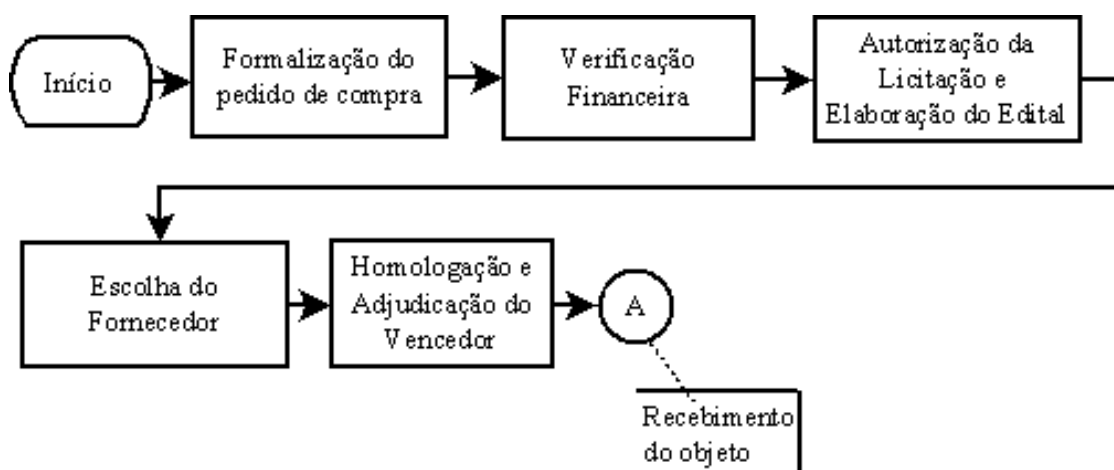 Início
Formalização do
pedido de compra
Verificação
Financeira
Autorização da
Licitação e
Elaboração do Edital
Escolha do
Fornecedor
Homologação e
Adjudicação do
Vencedor
A
Recebimento
do objeto